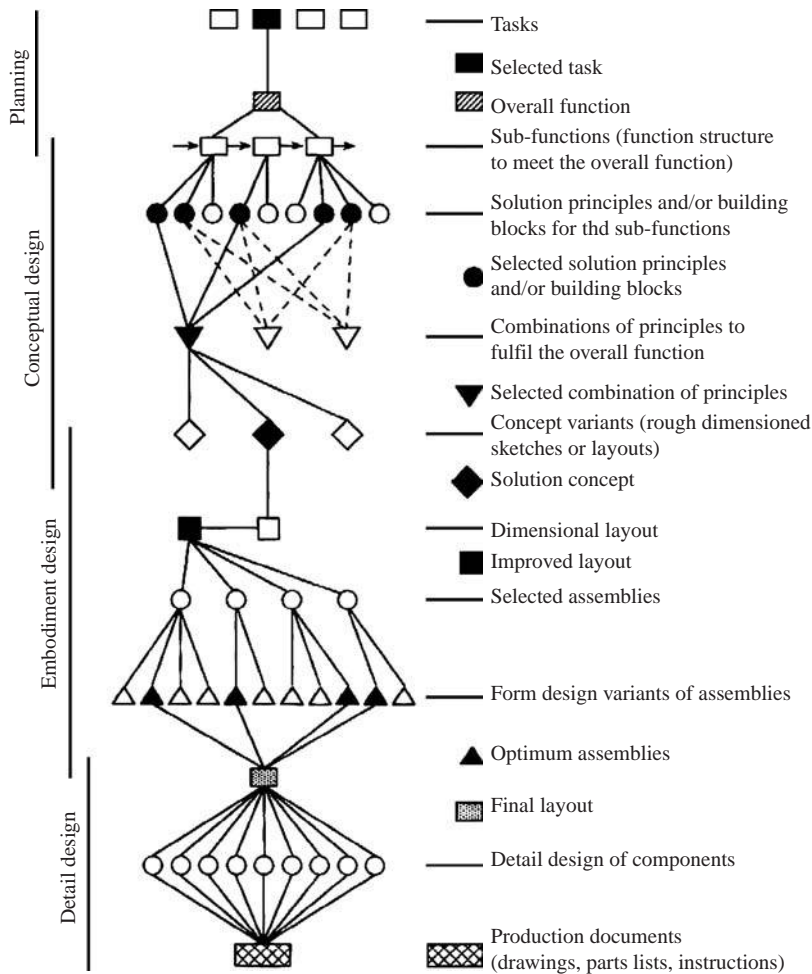 Tasks
Selected task
Overall function
Sub-functions (function structure
to meet the overall function)
Solution principles and/or building
blocks for thd sub-functions
Selected solution principles
and/or building blocks
Combinations of principles to
fulfil the overall function
Selected combination of principles
Concept variants (rough dimensioned
sketches or layouts)
Solution concept
Dimensional layout
Improved layout
Selected assemblies
Form design variants of assemblies
Optimum assemblies
Final layout
Detail design of components
Production documents
(drawings, parts lists, instructions)
Planning
Conceptual design
Embodiment design
Detail design